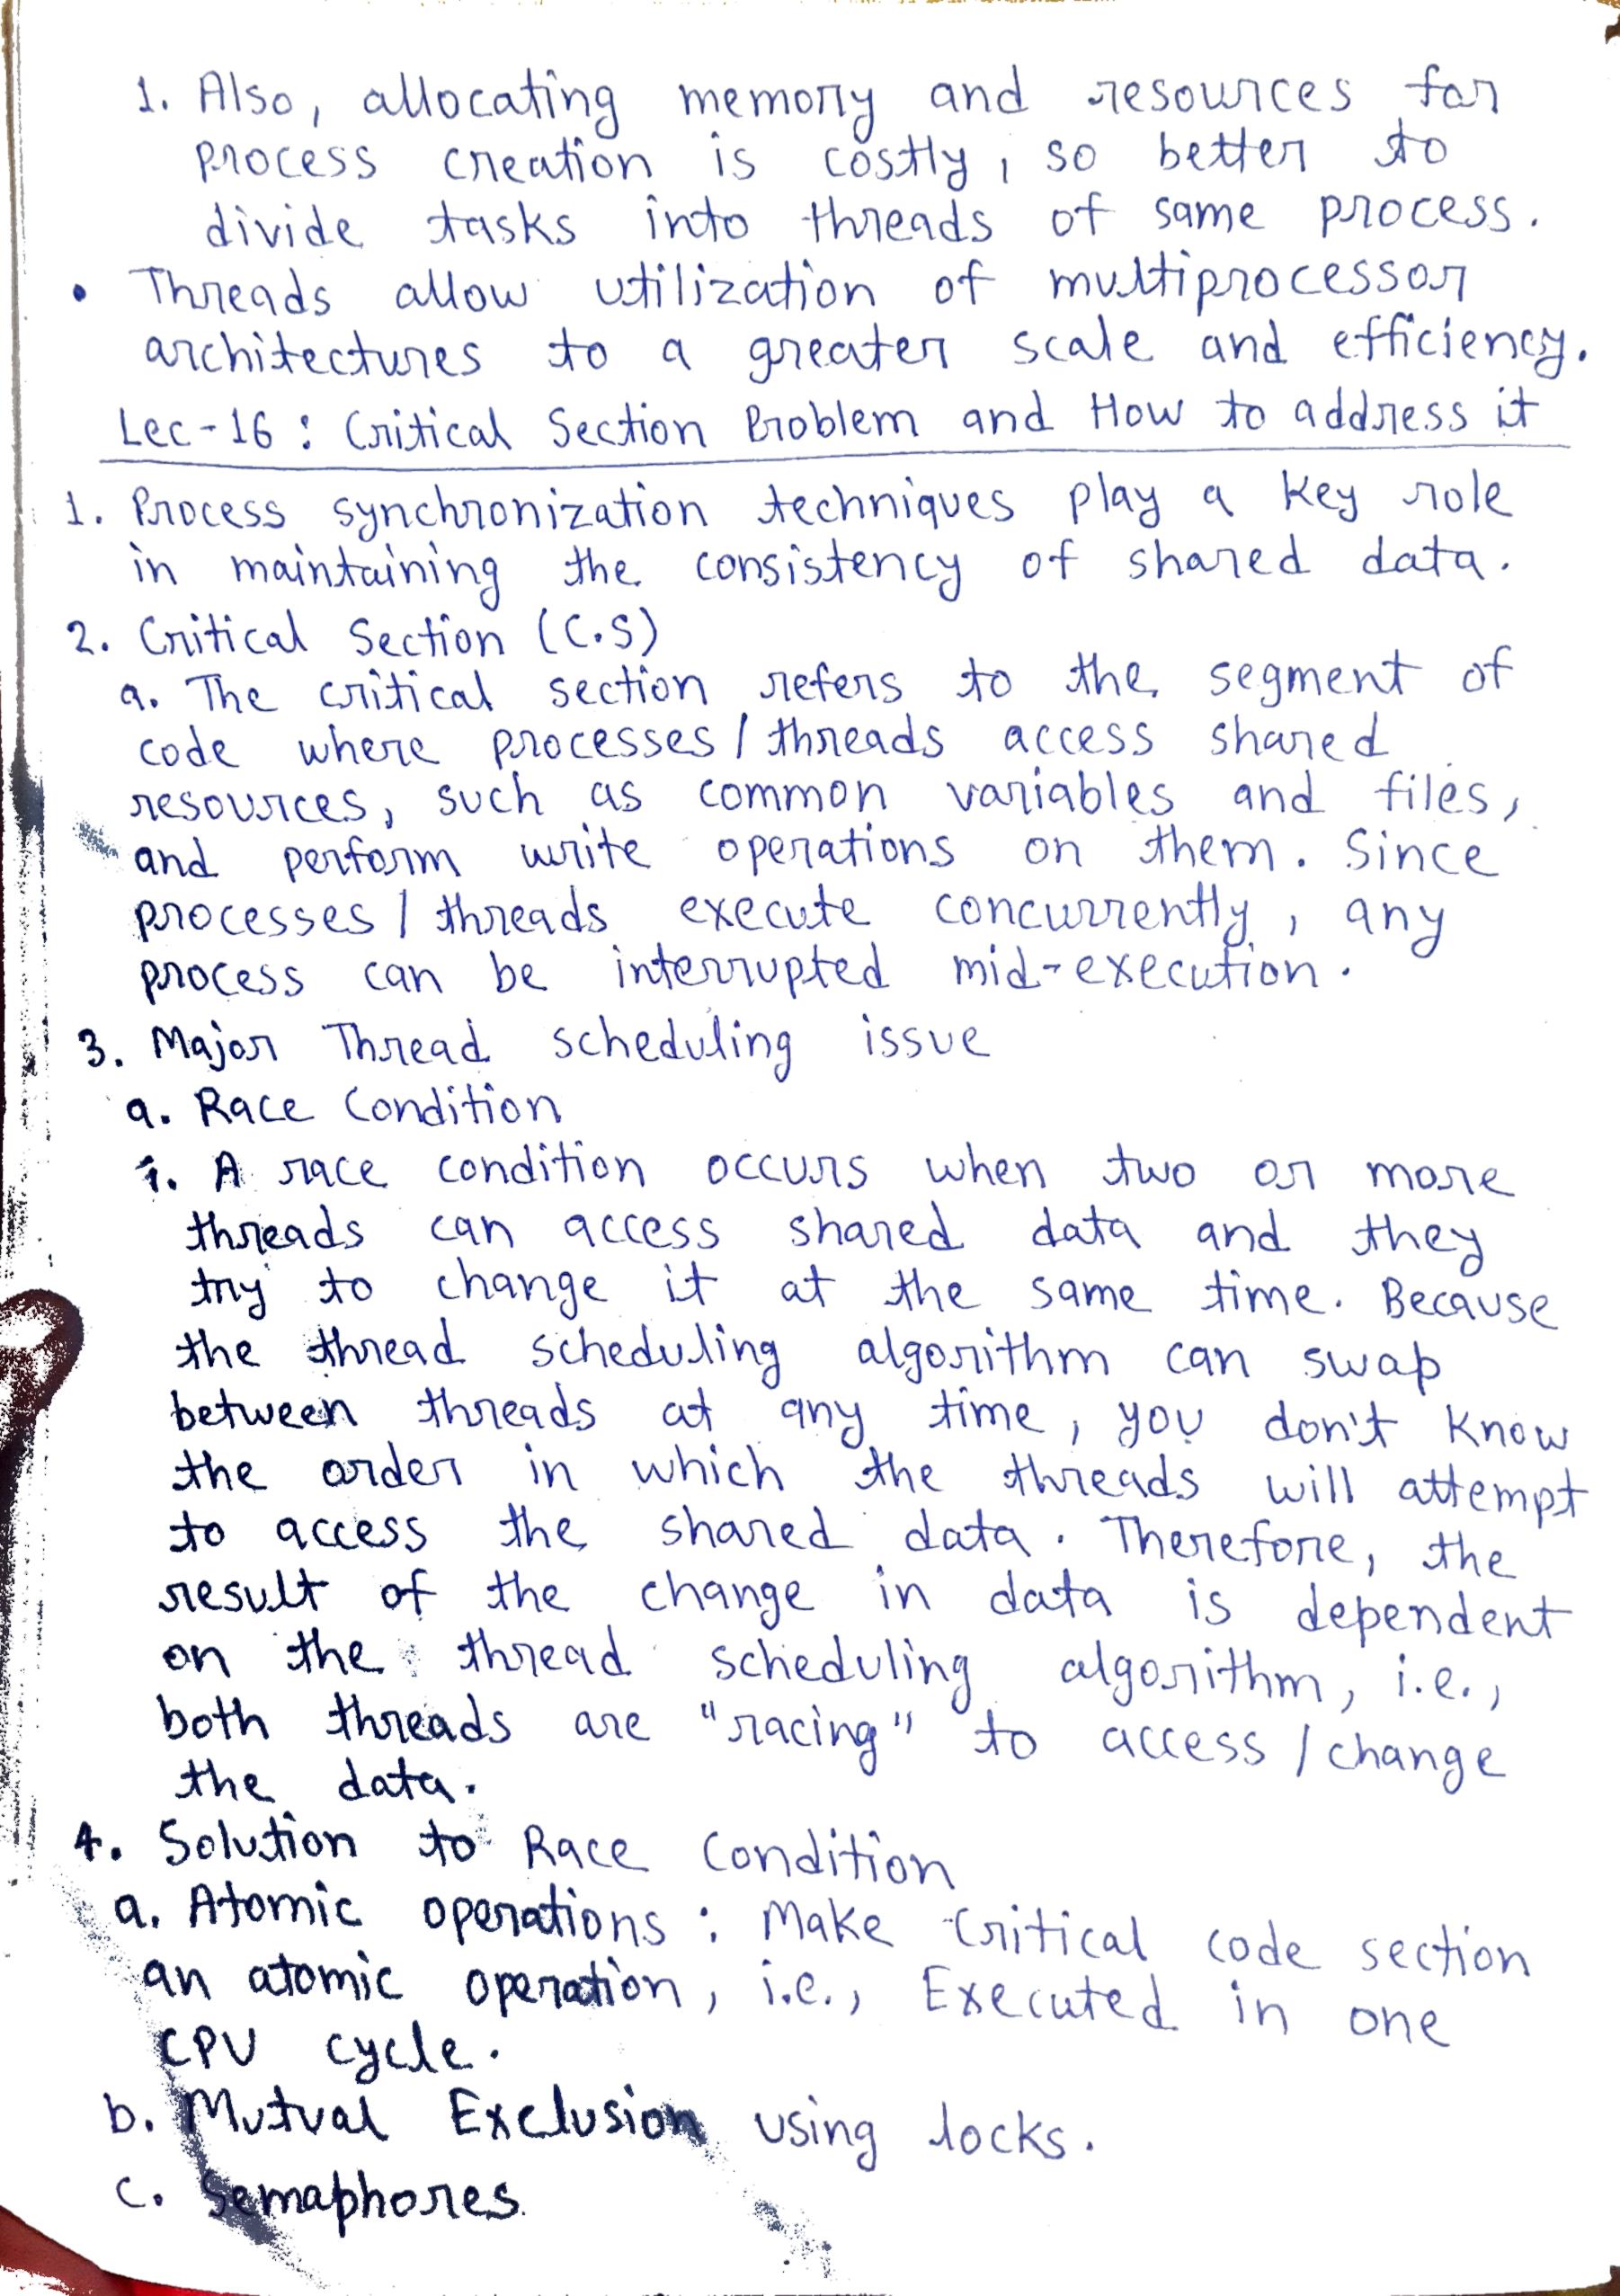 1. Also, allocating memory and resources for
process creation is costly, so better to
divide tasks into threads of same process.
• Threads allow utilization of multiprocessor
architectures to a greater scale and efficiency.
Lec-16 : Critical Section Problem and How to address it
1. Process synchronization techniques play a key role
in maintaining the consistency of shared data.
2. Critical Section (C.S)
a. The critical section refers to the segment of
code where processes / threads access shared
resources, such as common variables and files,
and perform write operations on them. Since
processes / threads execute concurrently, any
process can be interrupted mid-execution.
3. Major Thread scheduling issue
a. Race Condition
1. A race condition occurs when two or more
threads can access shared data and they
try to change it at the same time. Because
the thread scheduling algorithm can swap
between threads at any time, you don't know
the order in which the threads will attempt
to access the shared data. Therefore, the
result of the change in data is dependent
on the thread scheduling algorithm, i.e.,
both threads are "racing" to access / change
the data.
4. Solution to Race Condition
a. Atomic operations : Make Critical code section
an atomic operation, i.e., Executed in one
CPU cycle.
b. Mutual Exclusion using locks.
c. Semaphores